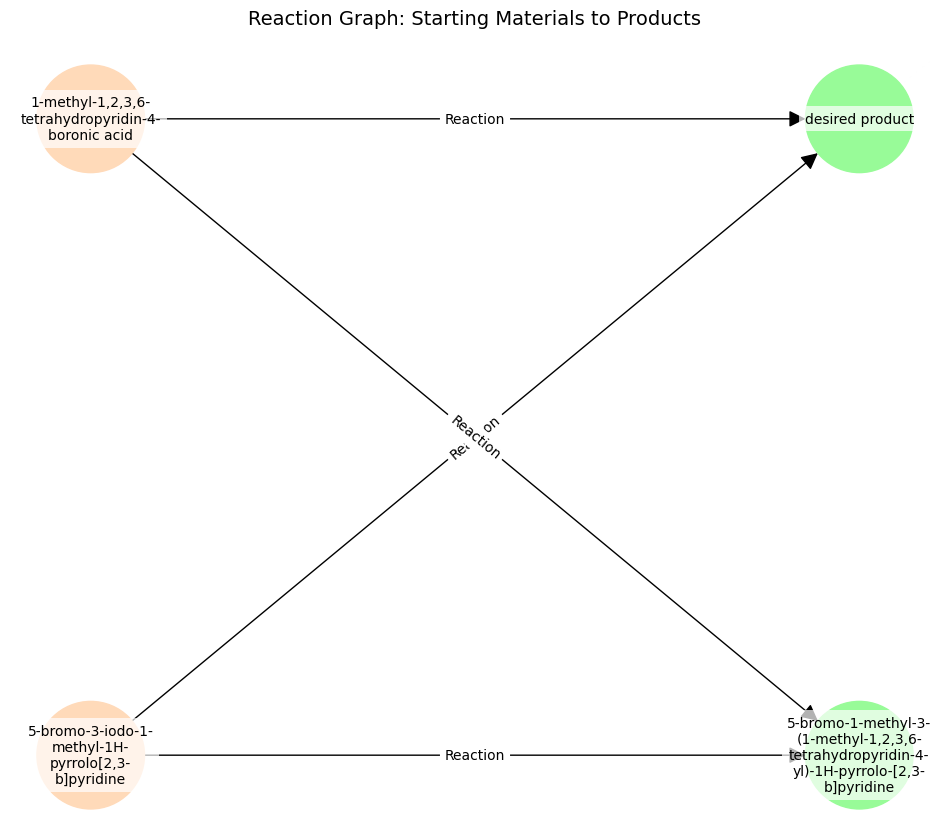 Reaction Graph: Starting Materials to Products
1-methyl-1,2,3,6-
tetrahydropyridin-4-
boronic acid
Reaction
desired product
Reaction
5-bromo-3-iodo-1-
methyl-1H-
pyrrolo[2,3-
b]pyridine
Reaction
5-bromo-1-methyl-3-
(1-methyl-1,2,3,6-
tetrahydropyridin-4-
yl)-1H-pyrrolo-[2,3-
b]pyridine